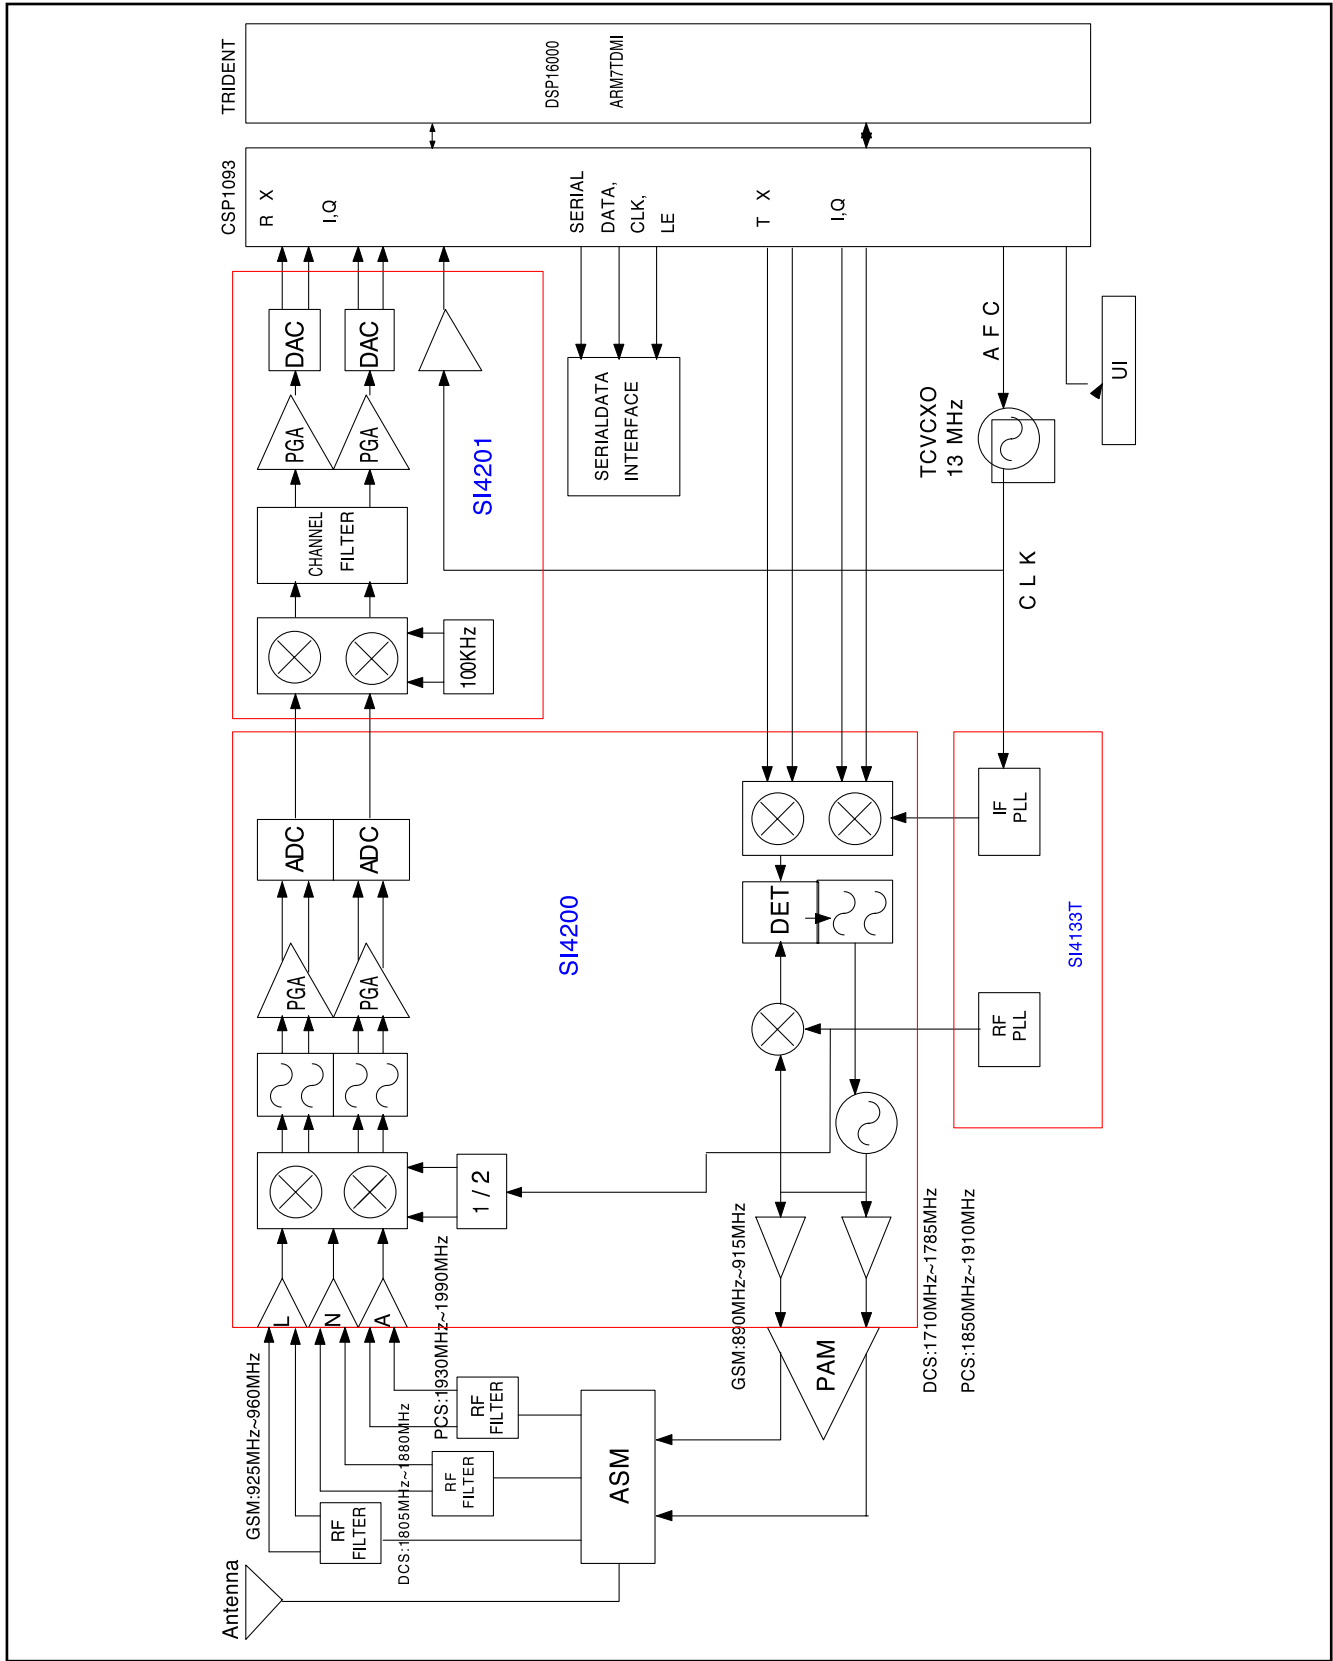 TRIDENT
DSP16000
ARM7TDMI
CSP1093
R X
I,Q
SERIAL
DATA,
CLK,
LE
T X
I,Q
DAC
DAC
PGA
PGA
CHANNEL
FILTER
100KHz
SI4201
SERIALDATA
INTERFACE
A F C
TCVCXO
13 MHz
UI
C L K
ADC
ADC
PGA
PGA
1 / 2
L
N
A
SI4200
DET
IF
PLL
RF
PLL
SI4133T
GSM:925MHz~960MHz
DCS:1805MHz~1880MHz
PCS:1930MHz~1990MHz
GSM:890MHz~915MHz
DCS:1710MHz~1785MHz
PCS:1850MHz~1910MHz
RF
FILTER
RF
FILTER
RF
FILTER
PAM
ASM
Antenna